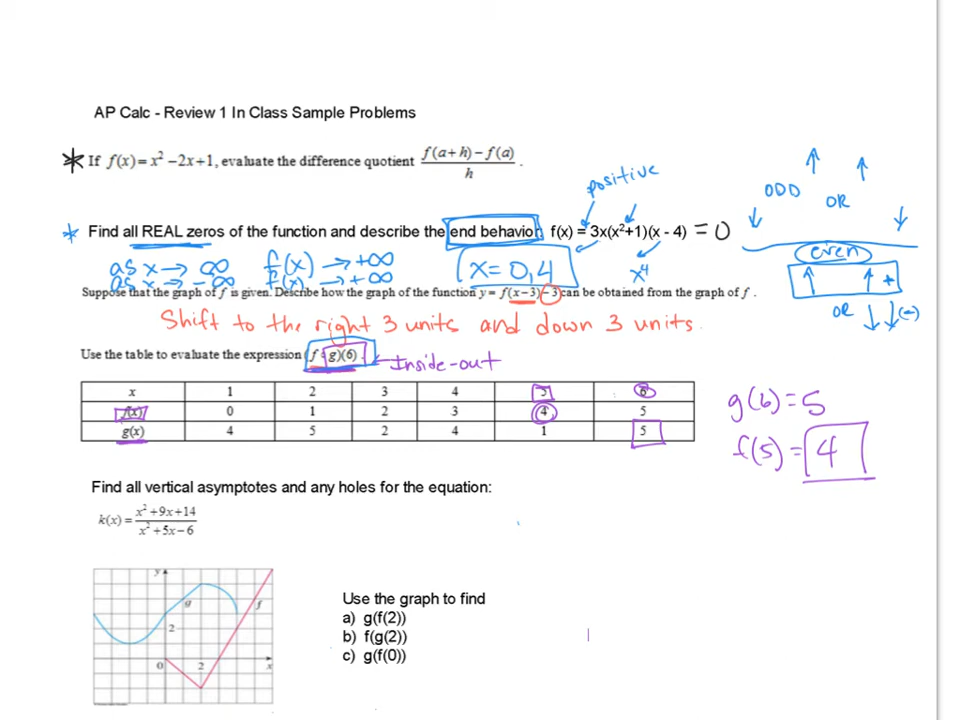 AP Calc - Review 1 In Class Sample Problems
* If f(x) = x² −2x+1, evaluate the difference quotient f(a+h) − f(a) / h .
positive
ODD OR
* Find all REAL zeros of the function and describe the end behavior. f(x) = 3x(x²+1)(x - 4) = 0
even
as x → ∞ f(x) → +∞
as x → -∞ f(x) → +∞
x = 0,4
x⁴
+
OR (-)
Suppose that the graph of f is given. Describe how the graph of the function y = f(x−3)−3 can be obtained from the graph of f .
Shift to the right 3 units and down 3 units.
Use the table to evaluate the expression (f ∘ g)(6) . ← Inside-out
x 1 2 3 4 5 6
f(x) 0 1 2 3 4 5
g(x) 4 5 2 4 1 5
g(6) = 5
f(5) = 4
Find all vertical asymptotes and any holes for the equation:
k(x) = x² +9x+14 / x² +5x−6
y
g
f
2
0
2
x
Use the graph to find
a) g(f(2))
b) f(g(2))
c) g(f(0))